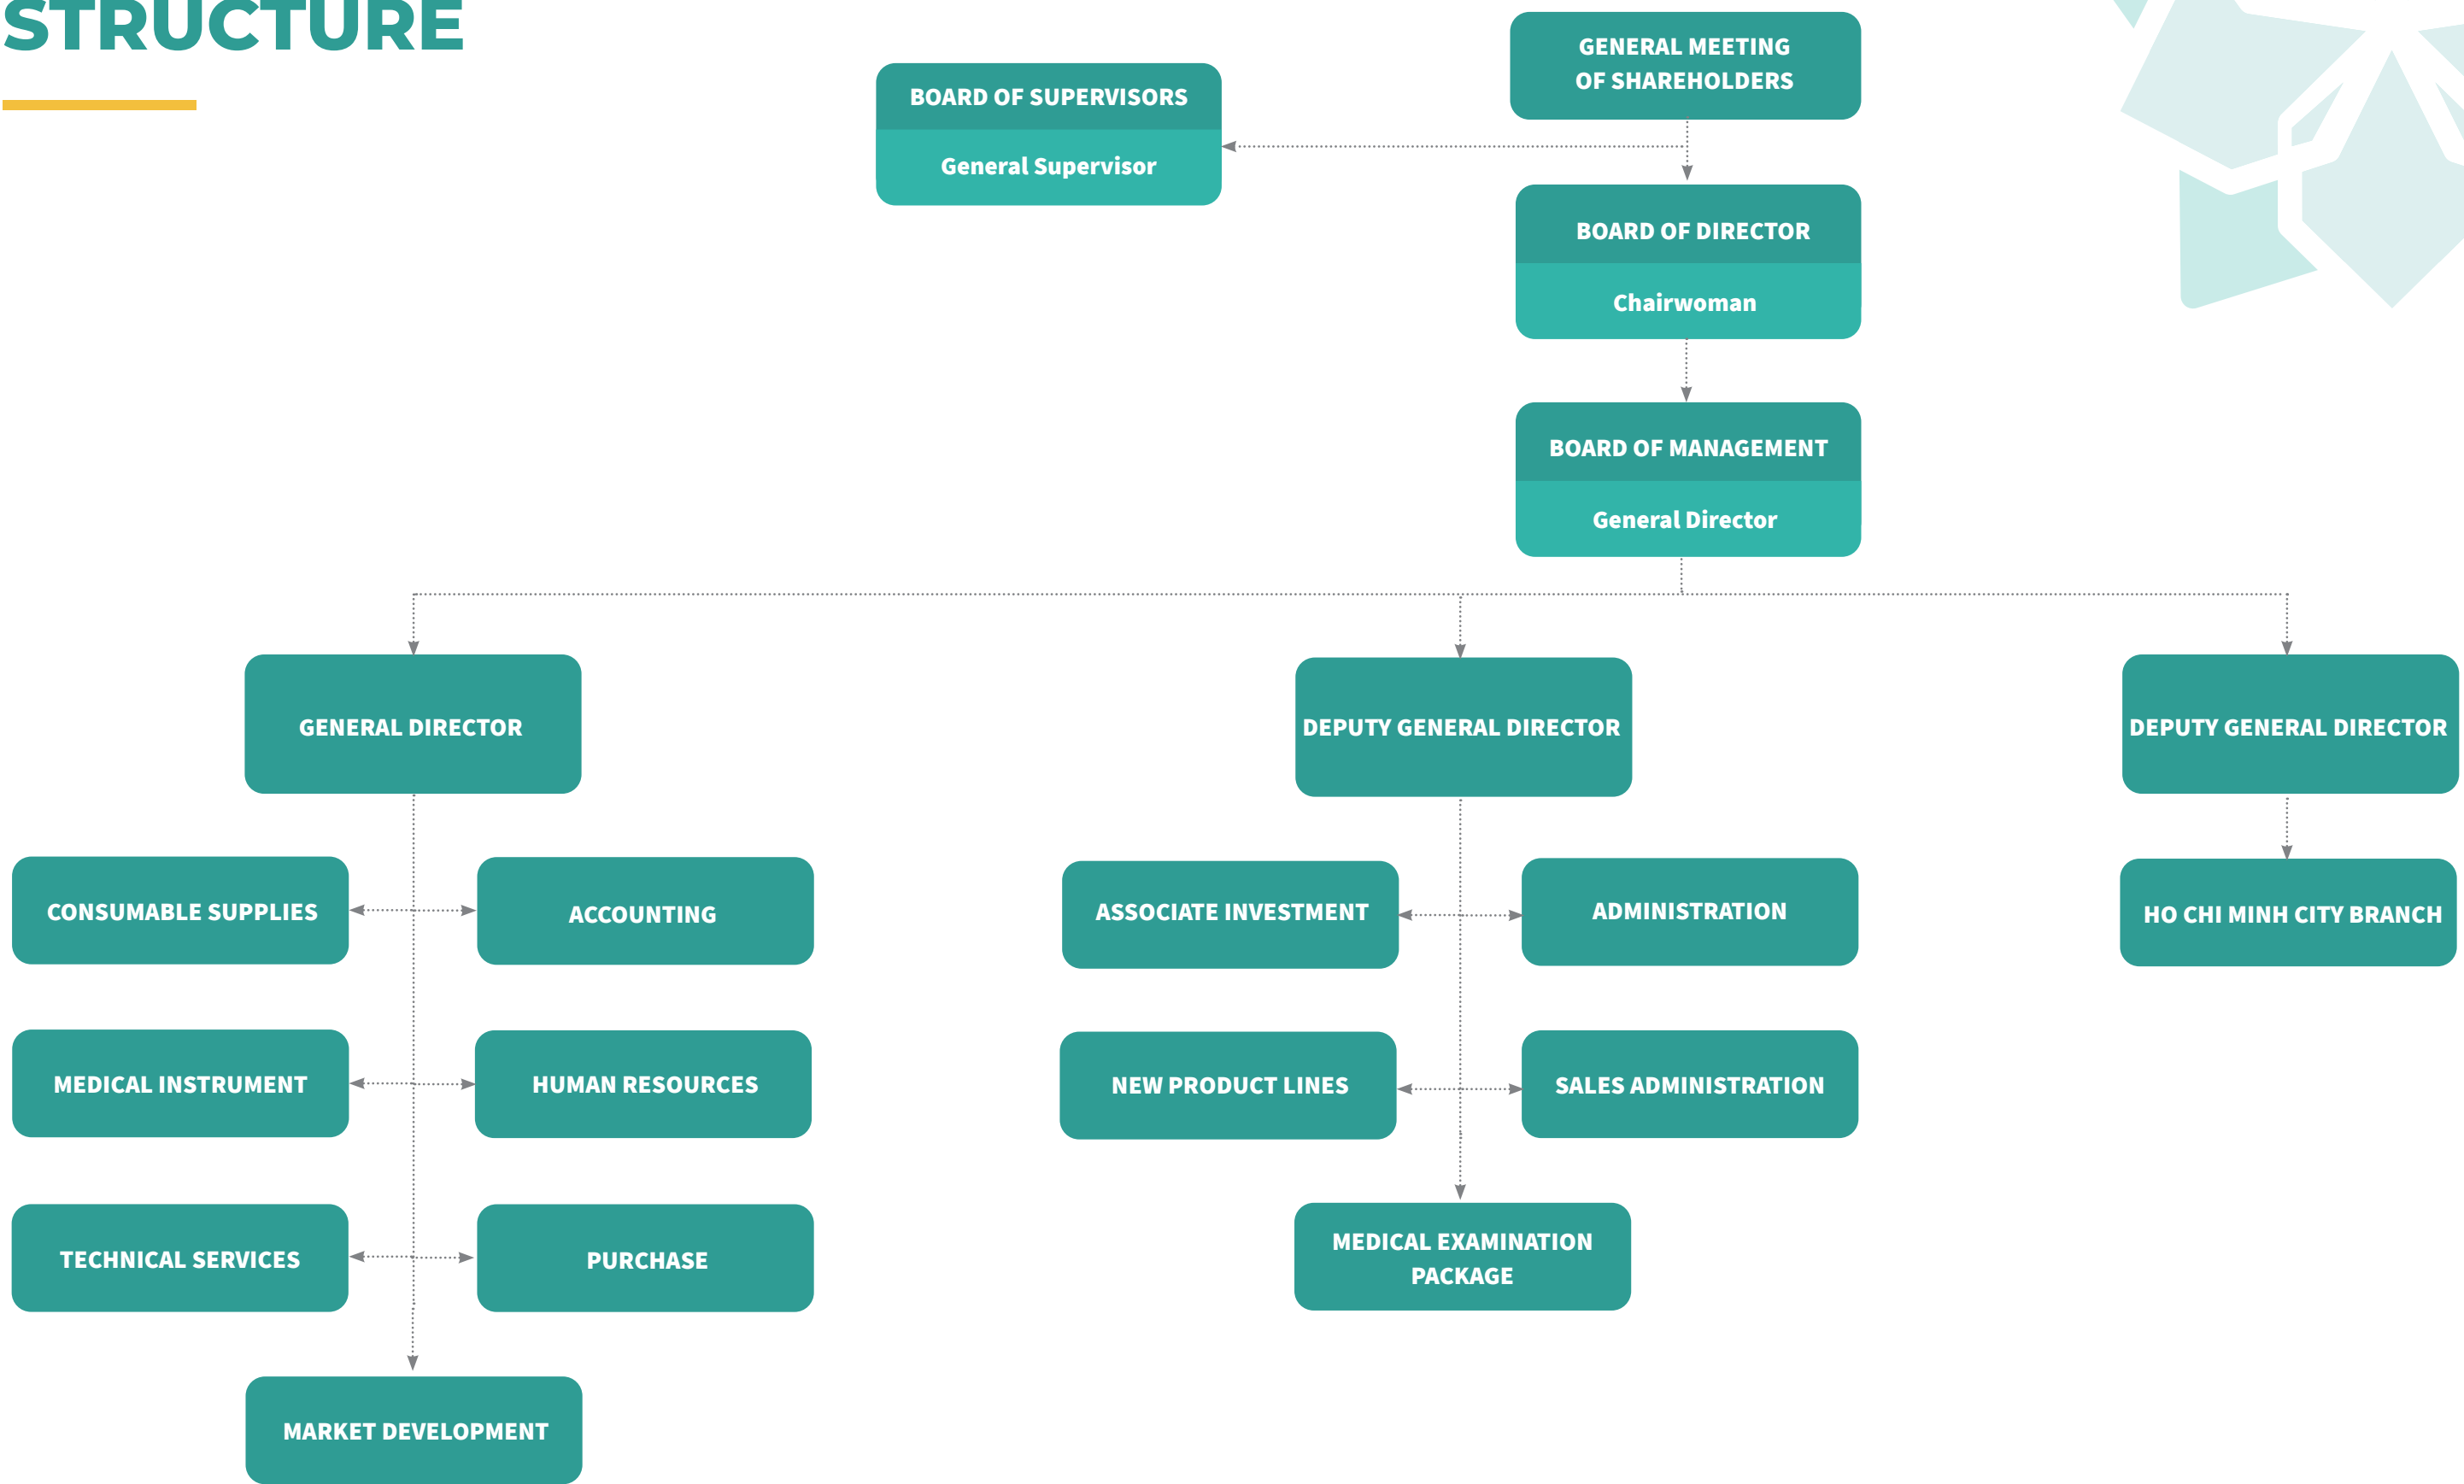 STRUCTURE
GENERAL MEETING
OF SHAREHOLDERS
BOARD OF SUPERVISORS
General Supervisor
BOARD OF DIRECTOR
Chairwoman
BOARD OF MANAGEMENT
General Director
GENERAL DIRECTOR
DEPUTY GENERAL DIRECTOR
DEPUTY GENERAL DIRECTOR
CONSUMABLE SUPPLIES
ACCOUNTING
ASSOCIATE INVESTMENT
ADMINISTRATION
HO CHI MINH CITY BRANCH
MEDICAL INSTRUMENT
HUMAN RESOURCES
NEW PRODUCT LINES
SALES ADMINISTRATION
TECHNICAL SERVICES
PURCHASE
MEDICAL EXAMINATION
PACKAGE
MARKET DEVELOPMENT